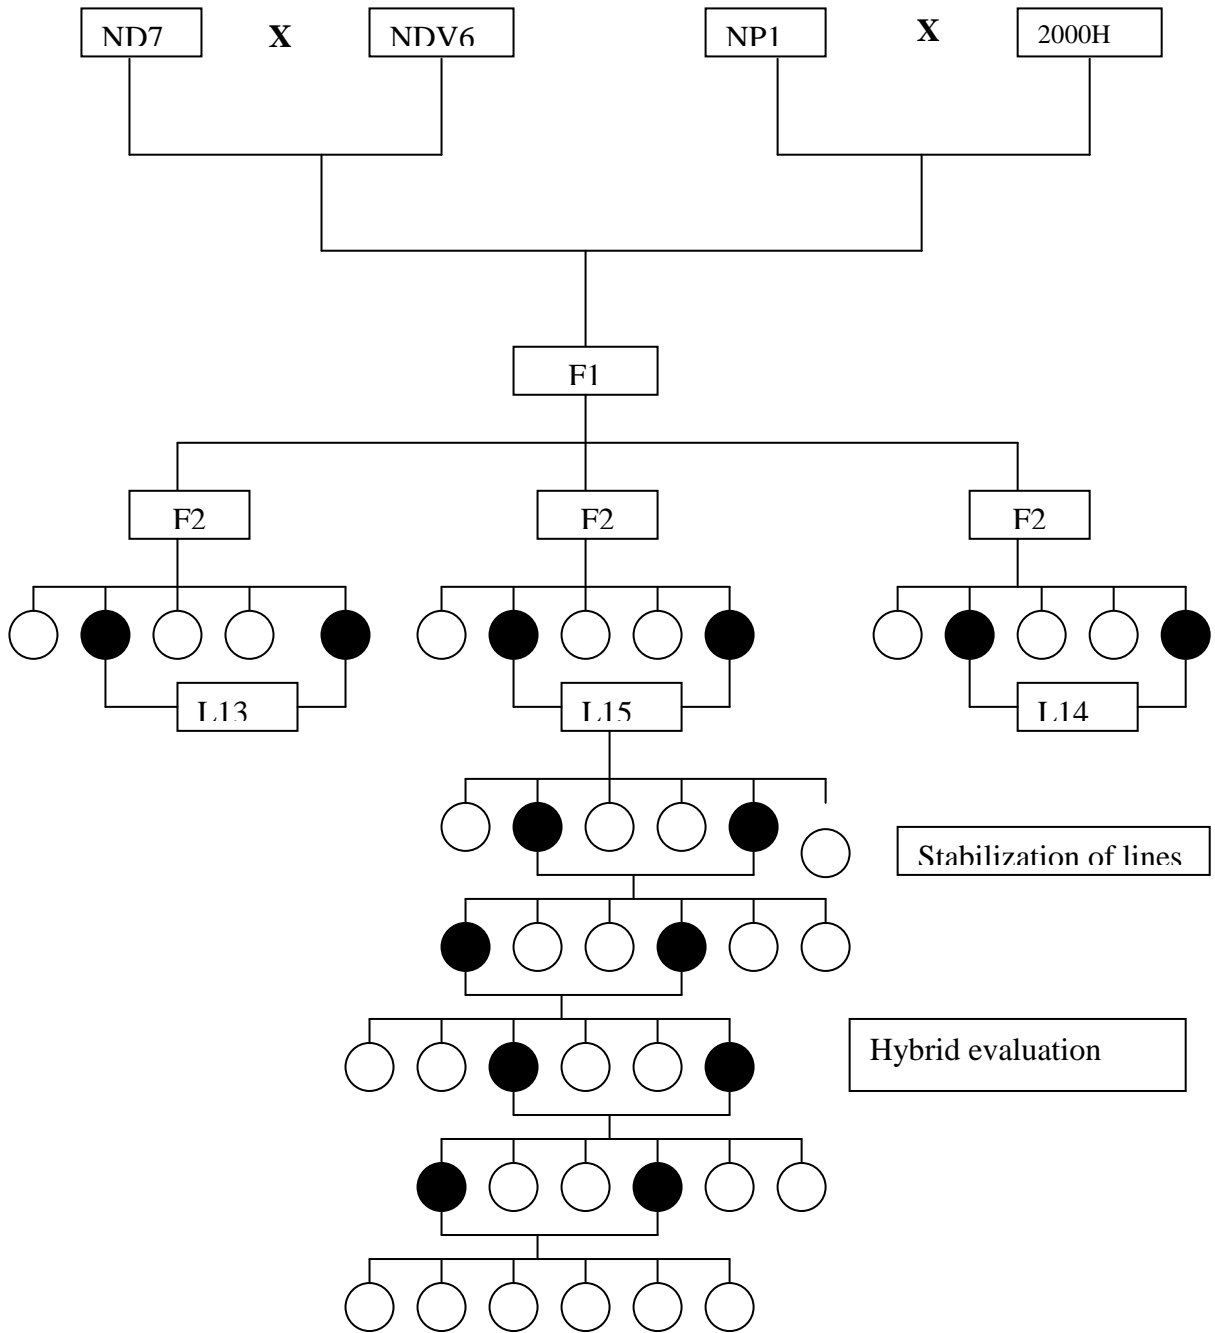 ND7 X NDV6 NP1 X 2000H
F1
F2 F2 F2
L13 L15 L14
Stabilization of lines
Hybrid evaluation